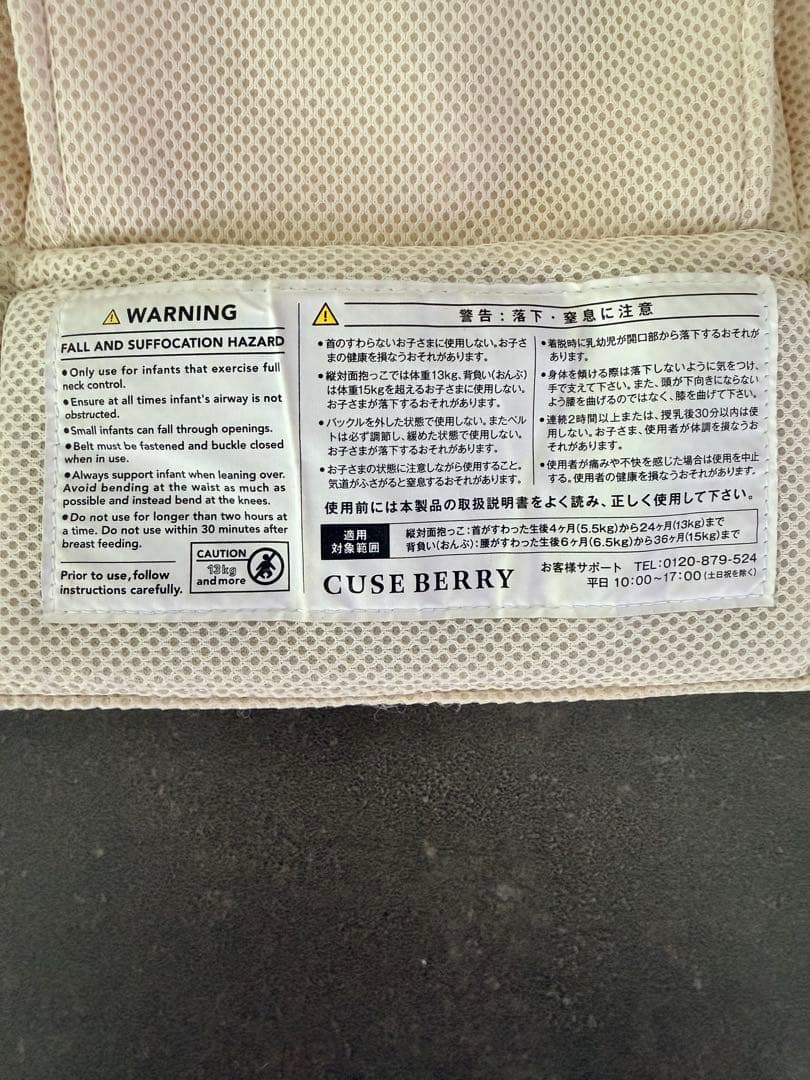 ⚠ WARNING
FALL AND SUFFOCATION HAZARD
●Only use for infants that exercise full
neck control.
●Ensure at all times infant's airway is not
obstructed.
●Small infants can fall through openings.
●Belt must be fastened and buckle closed
when in use.
●Always support infant when leaning over.
Avoid bending at the waist as much as
possible and instead bend at the knees.
●Do not use for longer than two hours at
a time. Do not use within 30 minutes after
breast feeding.
Prior to use, follow
instructions carefully.
CAUTION
13kg
and more
⚠ 警告：落下・窒息に注意
●首のすわらないお子さまに使用しない。お子さ
まの健康を損なうおそれがあります。
●縦対面抱っこでは体重13kg、背負い(おんぶ)
は体重15kgを超えるお子さまに使用しない。
お子さまが落下するおそれがあります。
●バックルを外した状態で使用しない。またベル
トは必ず調節し、緩めた状態で使用しない。
お子さまが落下するおそれがあります。
●お子さまの状態に注意しながら使用すること。
気道がふさがると窒息するおそれがあります。
●着脱時に乳幼児が開口部から落下するおそれが
あります。
●身体を傾ける際は落下しないように気をつけ、
手で支えて下さい。また、頭が下向きにならない
よう腰を曲げるのではなく、膝を曲げて下さい。
●連続2時間以上または、授乳後30分以内は使
用しない。お子さま、使用者が体調を損なうおそ
れがあります。
●使用者が痛みや不快を感じた場合は使用を中止
する。使用者の健康を損なうおそれがあります。
使用前には本製品の取扱説明書をよく読み、正しく使用して下さい。
適用
対象範囲
縦対面抱っこ：首がすわった生後4ヶ月(5.5kg)から24ヶ月(13kg)まで
背負い(おんぶ)：腰がすわった生後6ヶ月(6.5kg)から36ヶ月(15kg)まで
CUSE BERRY
お客様サポート TEL:0120-879-524
平日 10:00～17:00(土日祝を除く)